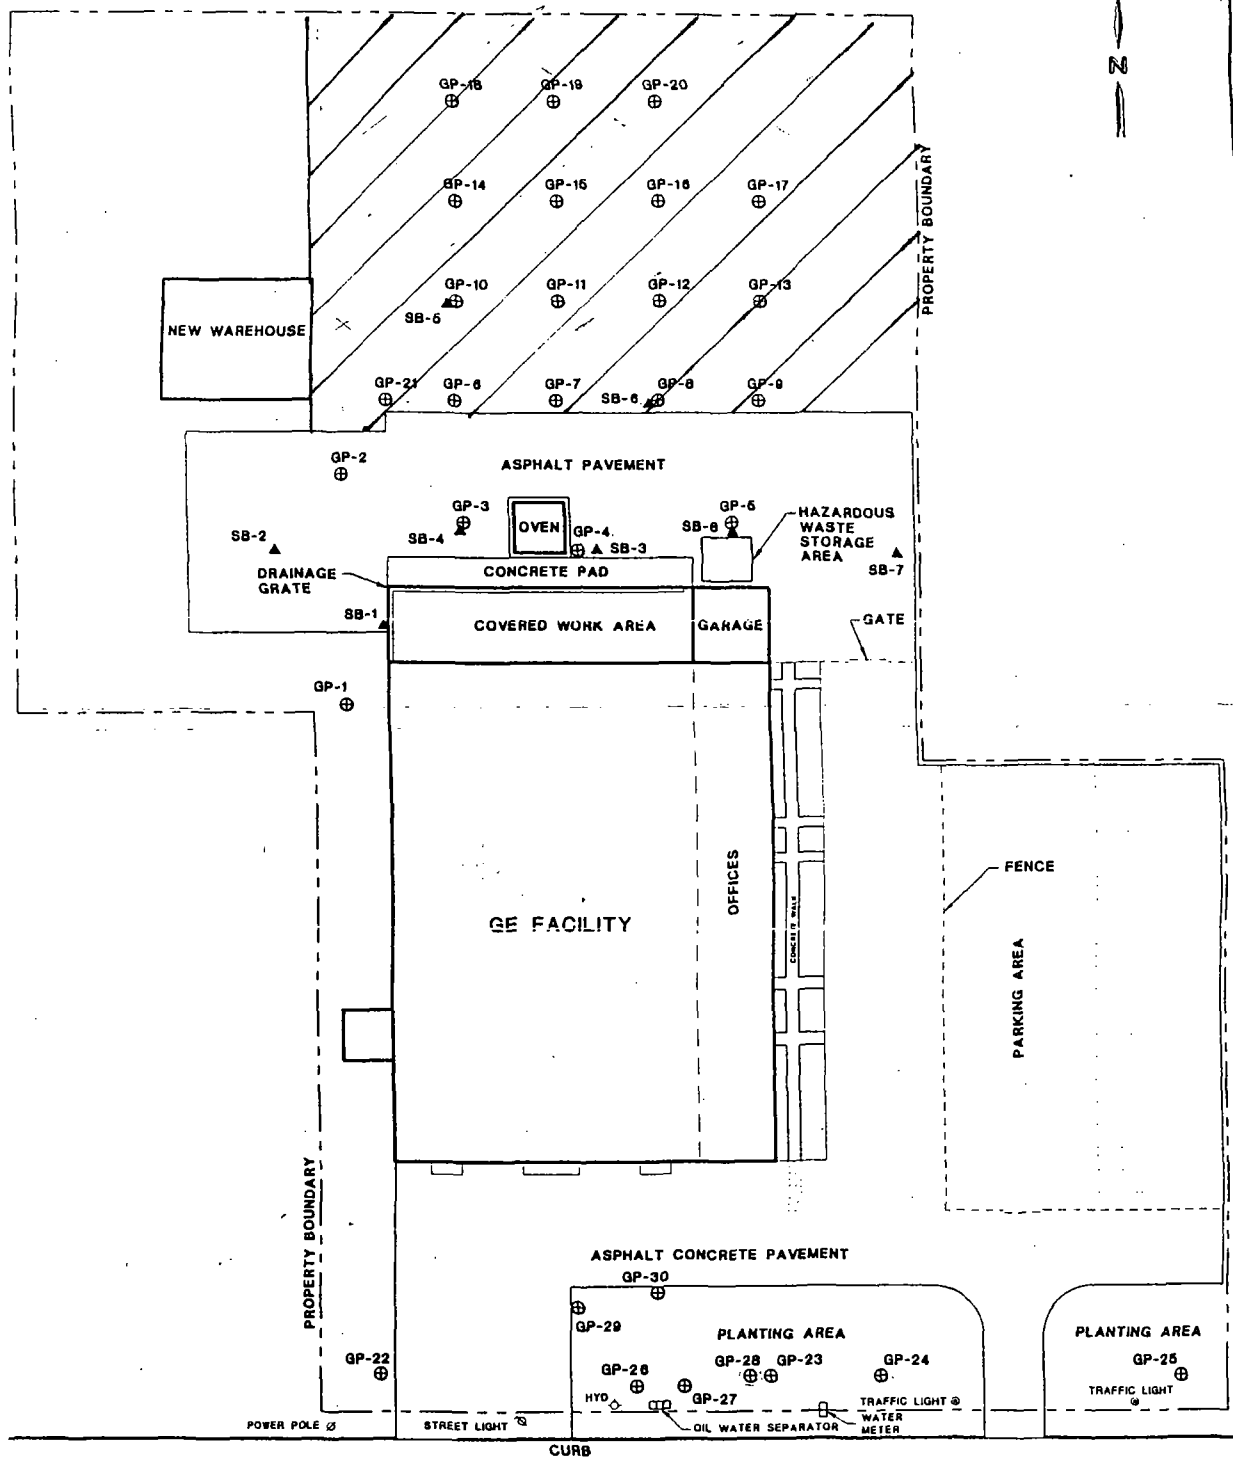 N
GP-18
GP-19
GP-20
GP-14
GP-15
GP-16
GP-17
PROPERTY BOUNDARY
GP-10
GP-11
GP-12
GP-13
SB-5
NEW WAREHOUSE
GP-21
GP-6
GP-7
SB-6
GP-8
GP-9
GP-2
ASPHALT PAVEMENT
GP-3
OVEN
GP-4
GP-5
SB-2
SB-4
SB-3
SB-6
HAZARDOUS
WASTE
STORAGE
AREA
SB-7
DRAINAGE
GRATE
CONCRETE PAD
SB-1
COVERED WORK AREA
GARAGE
GATE
GP-1
OFFICES
CONCRETE WALK
FENCE
GE FACILITY
PARKING AREA
PROPERTY BOUNDARY
ASPHALT CONCRETE PAVEMENT
GP-30
GP-29
PLANTING AREA
PLANTING AREA
GP-22
GP-26
GP-28
GP-23
GP-24
GP-25
HYD
GP-27
TRAFFIC LIGHT
TRAFFIC LIGHT
POWER POLE
STREET LIGHT
OIL WATER SEPARATOR
WATER
METER
CURB